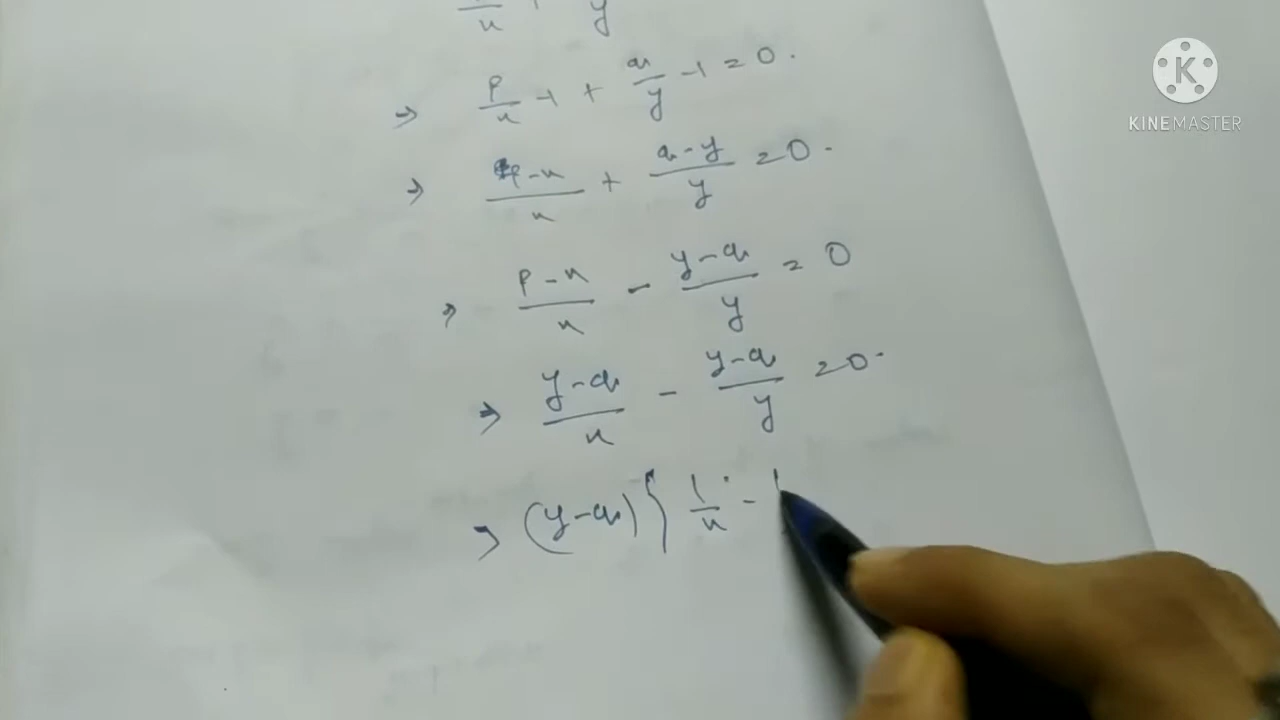 ⇒ p/x - 1 + q/y - 1 = 0.
⇒ p-x/x + q-y/y = 0.
⇒ p-x/x - y-q/y = 0
⇒ y-q/x - y-q/y = 0.
⇒ (y-q) { 1/x - 1
K
KINEMASTER